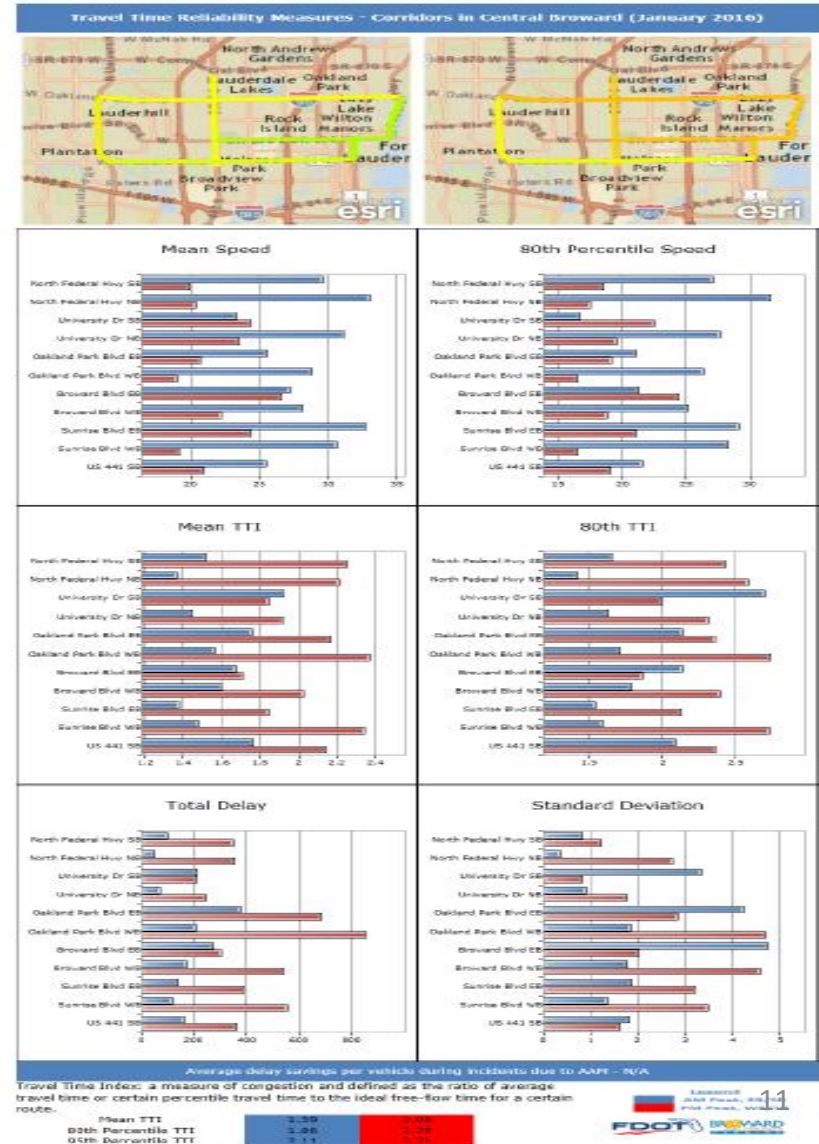 Travel Time Reliability Measures - Corridors in Central Broward (January 2016)
North Andrews
Gardens
Lauderdale Oakland
Lakes Park
Lauderhill
Lake
Rock Wilton
Island Manors
Plantation
For
Lauder
Park
Broadview
Park
esri
North Andrews
Gardens
Lauderdale Oakland
Lakes Park
Lauderhill
Lake
Rock Wilton
Island Manors
Plantation
For
Lauder
Park
Broadview
Park
esri
Mean Speed
North Federal Hwy SB
North Federal Hwy NB
University Dr SB
University Dr NB
Oakland Park Blvd EB
Oakland Park Blvd WB
Broward Blvd EB
Broward Blvd WB
Sunrise Blvd EB
Sunrise Blvd WB
US 441 SB
20 25 30 35
80th Percentile Speed
North Federal Hwy SB
North Federal Hwy NB
University Dr SB
University Dr NB
Oakland Park Blvd EB
Oakland Park Blvd WB
Broward Blvd EB
Broward Blvd WB
Sunrise Blvd EB
Sunrise Blvd WB
US 441 SB
15 20 25 30
Mean TTI
North Federal Hwy SB
North Federal Hwy NB
University Dr SB
University Dr NB
Oakland Park Blvd EB
Oakland Park Blvd WB
Broward Blvd EB
Broward Blvd WB
Sunrise Blvd EB
Sunrise Blvd WB
US 441 SB
1.2 1.4 1.6 1.8 2 2.2 2.4
80th TTI
North Federal Hwy SB
North Federal Hwy NB
University Dr SB
University Dr NB
Oakland Park Blvd EB
Oakland Park Blvd WB
Broward Blvd EB
Broward Blvd WB
Sunrise Blvd EB
Sunrise Blvd WB
US 441 SB
1.5 2 2.5
Total Delay
North Federal Hwy SB
North Federal Hwy NB
University Dr SB
University Dr NB
Oakland Park Blvd EB
Oakland Park Blvd WB
Broward Blvd EB
Broward Blvd WB
Sunrise Blvd EB
Sunrise Blvd WB
US 441 SB
0 200 400 600 800
Standard Deviation
North Federal Hwy SB
North Federal Hwy NB
University Dr SB
University Dr NB
Oakland Park Blvd EB
Oakland Park Blvd WB
Broward Blvd EB
Broward Blvd WB
Sunrise Blvd EB
Sunrise Blvd WB
US 441 SB
0 1 2 3 4 5
Average delay savings per vehicle during incidents due to AAM - N/A
Travel Time Index: a measure of congestion and defined as the ratio of average
travel time or certain percentile travel time to the ideal free-flow time for a certain
route.
Legend
AM Peak,
PM Peak,
11
Mean TTI
80th Percentile TTI
95th Percentile TTI
FDOT
BROWARD